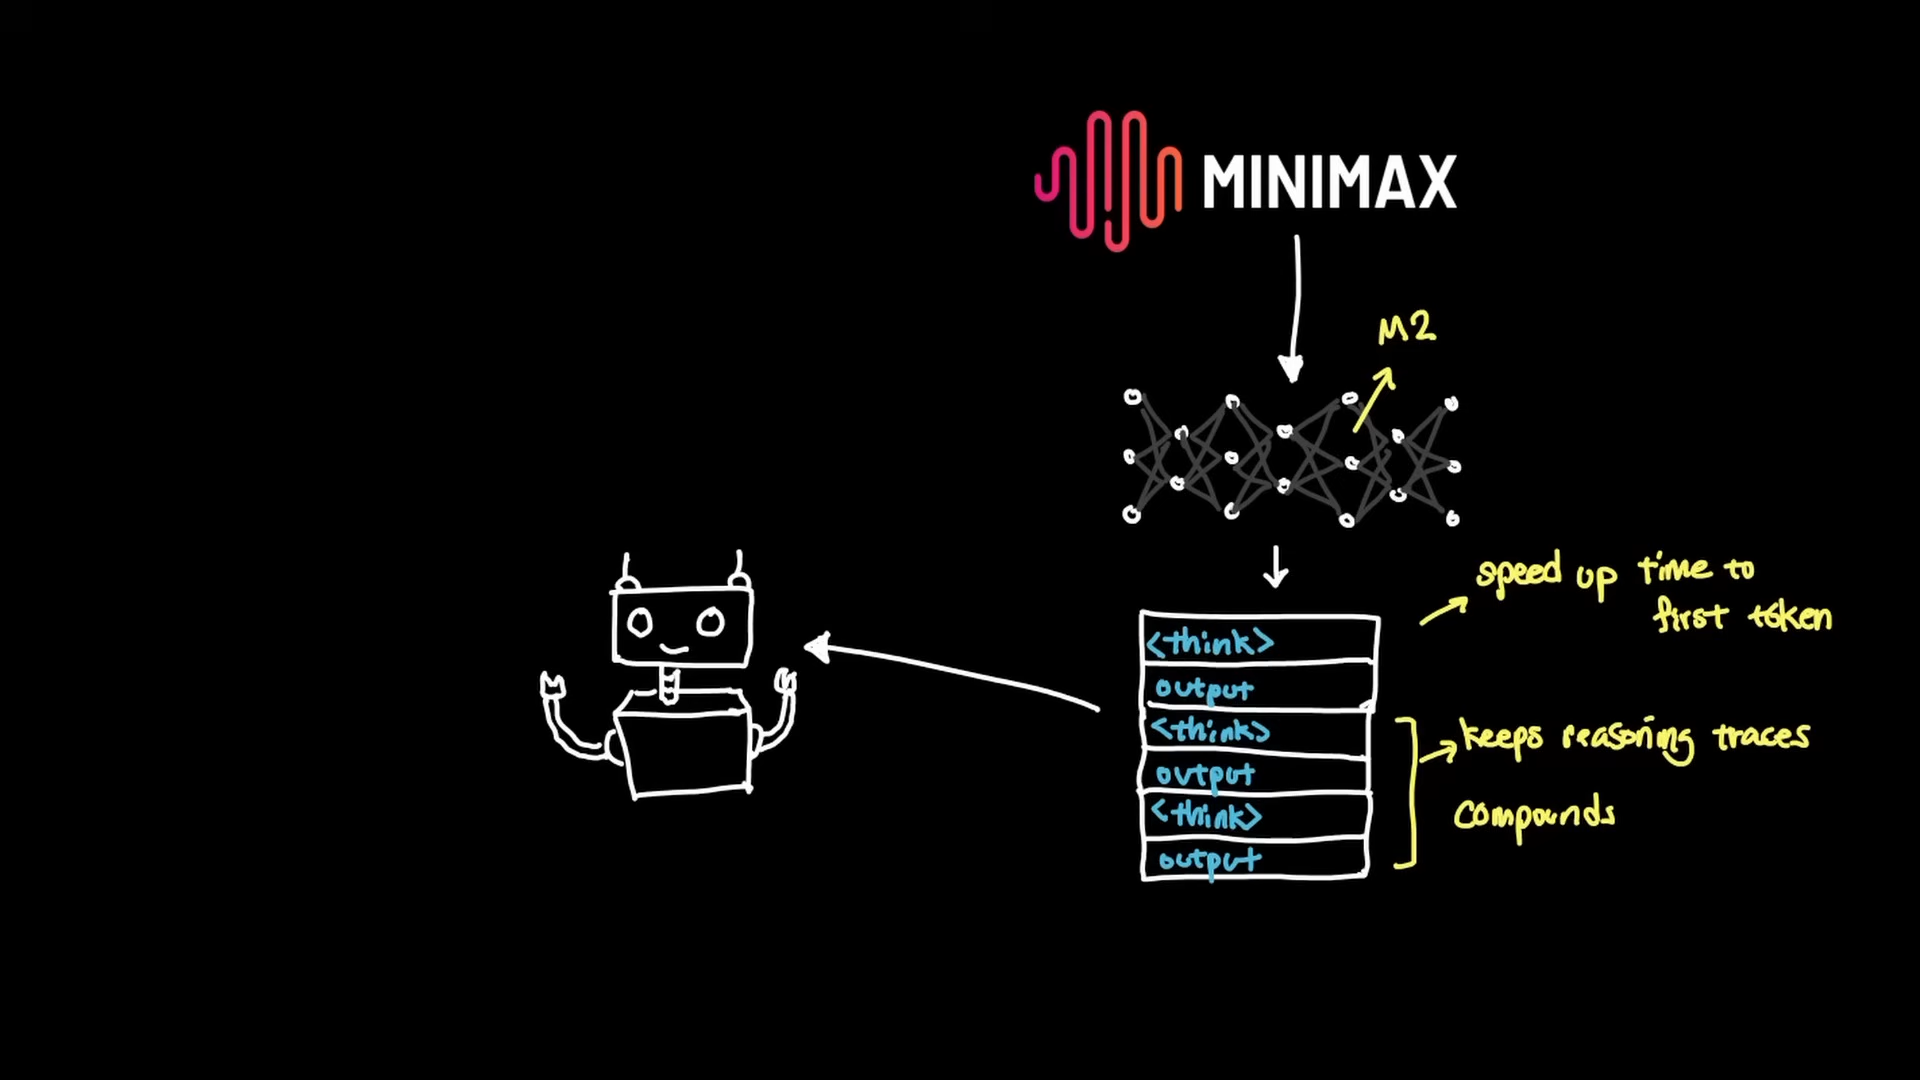 MINIMAX
M2
speed up time to
first token
<think>
output
<think>
output
<think>
output
keeps reasoning traces
compounds